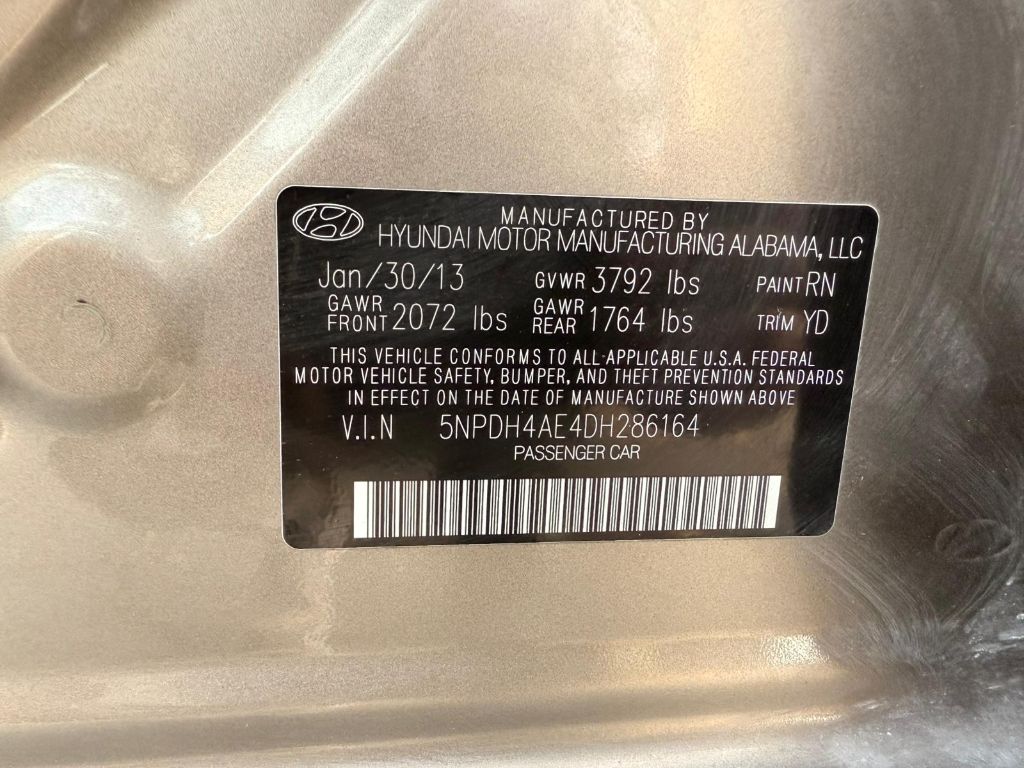 MANUFACTURED BY
HYUNDAI MOTOR MANUFACTURING ALABAMA, LLC
Jan/30/13 GVWR 3792 lbs PAINT RN
GAWR FRONT 2072 lbs GAWR REAR 1764 lbs TRIM YD
THIS VEHICLE CONFORMS TO ALL APPLICABLE U.S.A. FEDERAL
MOTOR VEHICLE SAFETY, BUMPER, AND THEFT PREVENTION STANDARDS
IN EFFECT ON THE DATE OF MANUFACTURE SHOWN ABOVE
V.I.N 5NPDH4AE4DH286164
PASSENGER CAR